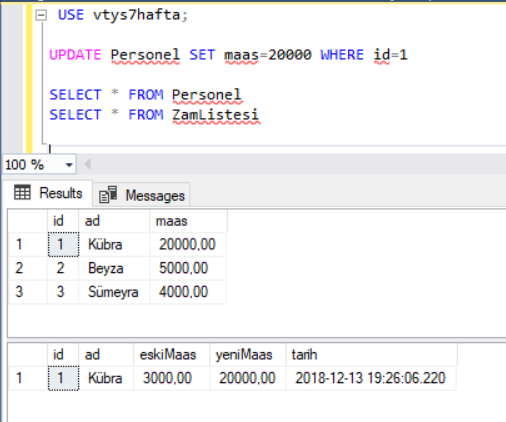 USE vtys7hafta;
UPDATE Personel SET maas=20000 WHERE id=1
SELECT * FROM Personel
SELECT * FROM ZamListesi
100 %
Results Messages
id ad maas
1 1 Kübra 20000,00
2 2 Beyza 5000,00
3 3 Sümeyra 4000,00
id ad eskiMaas yeniMaas tarih
1 1 Kübra 3000,00 20000,00 2018-12-13 19:26:06.220